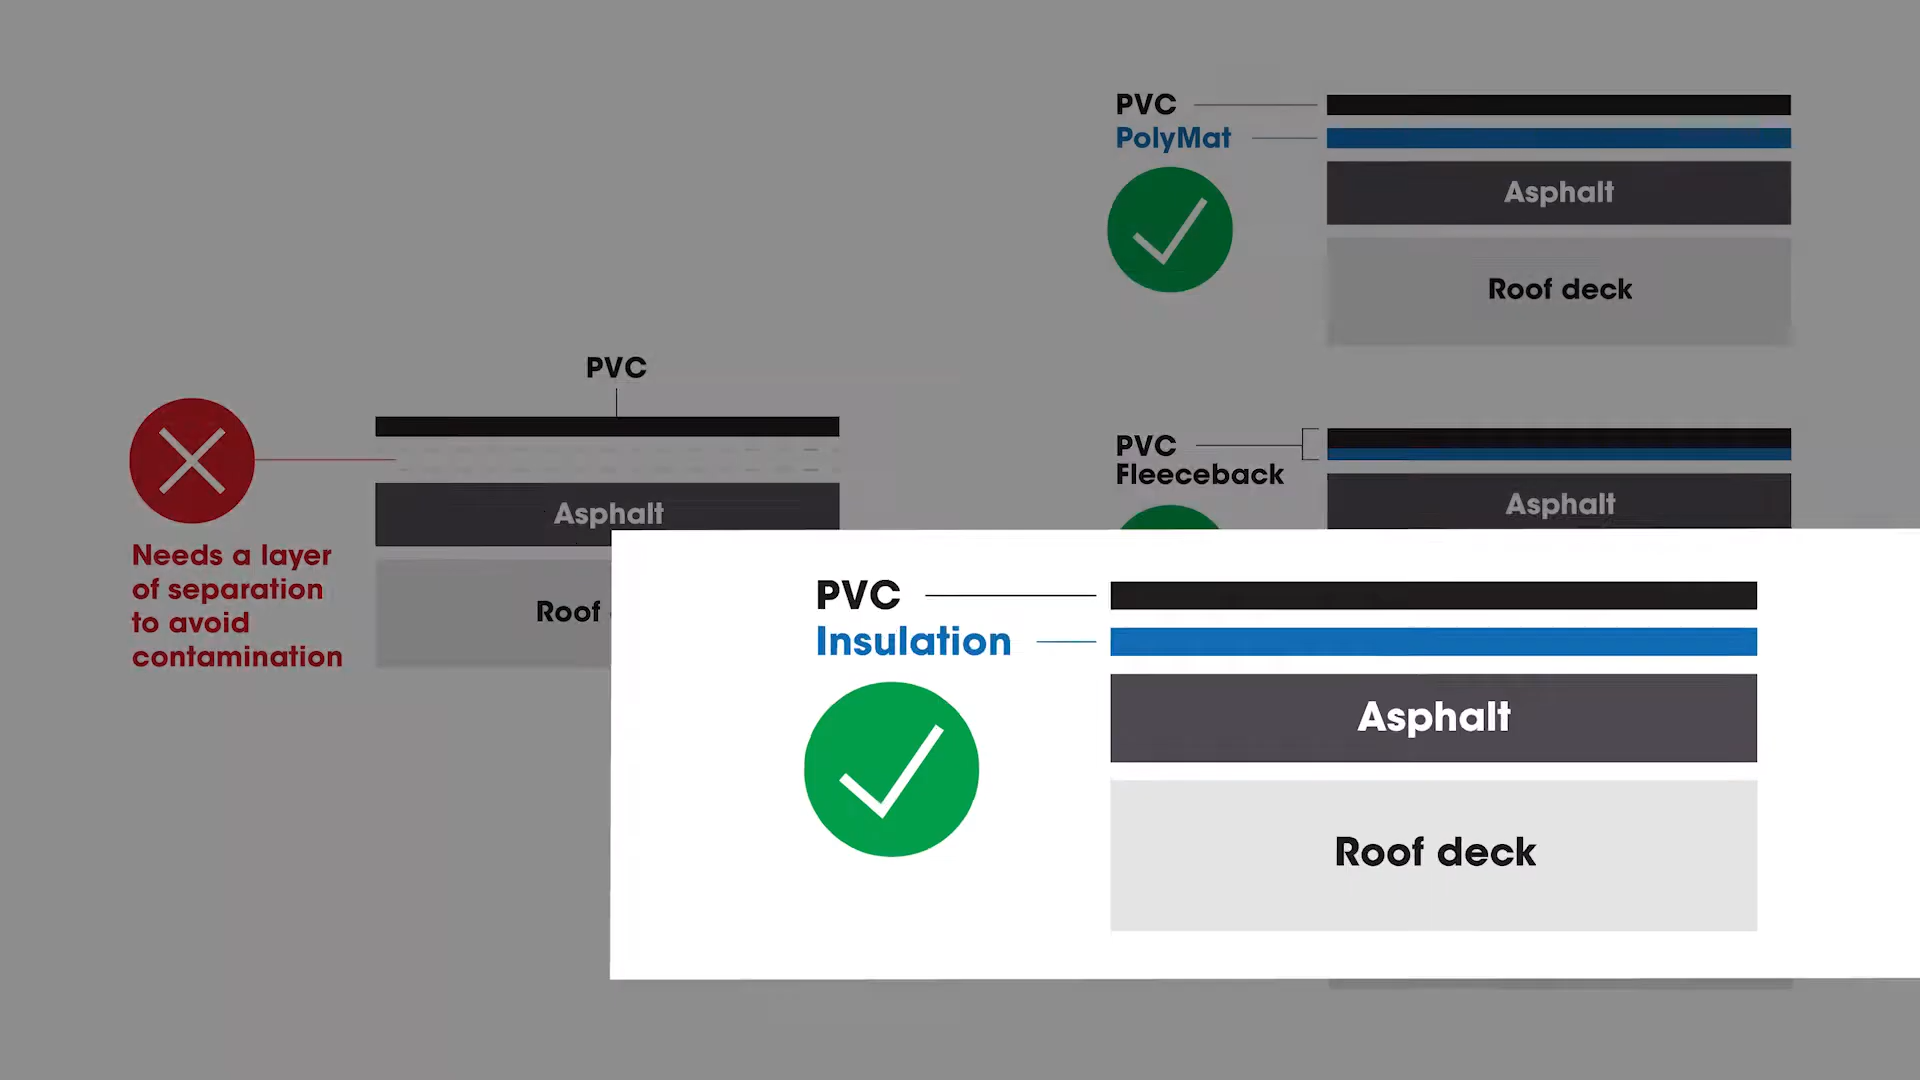 PVC
Asphalt
Roof
Needs a layer
of separation
to avoid
contamination
PVC
PolyMat
Asphalt
Roof deck
PVC
Fleeceback
Asphalt
PVC
Insulation
Asphalt
Roof deck